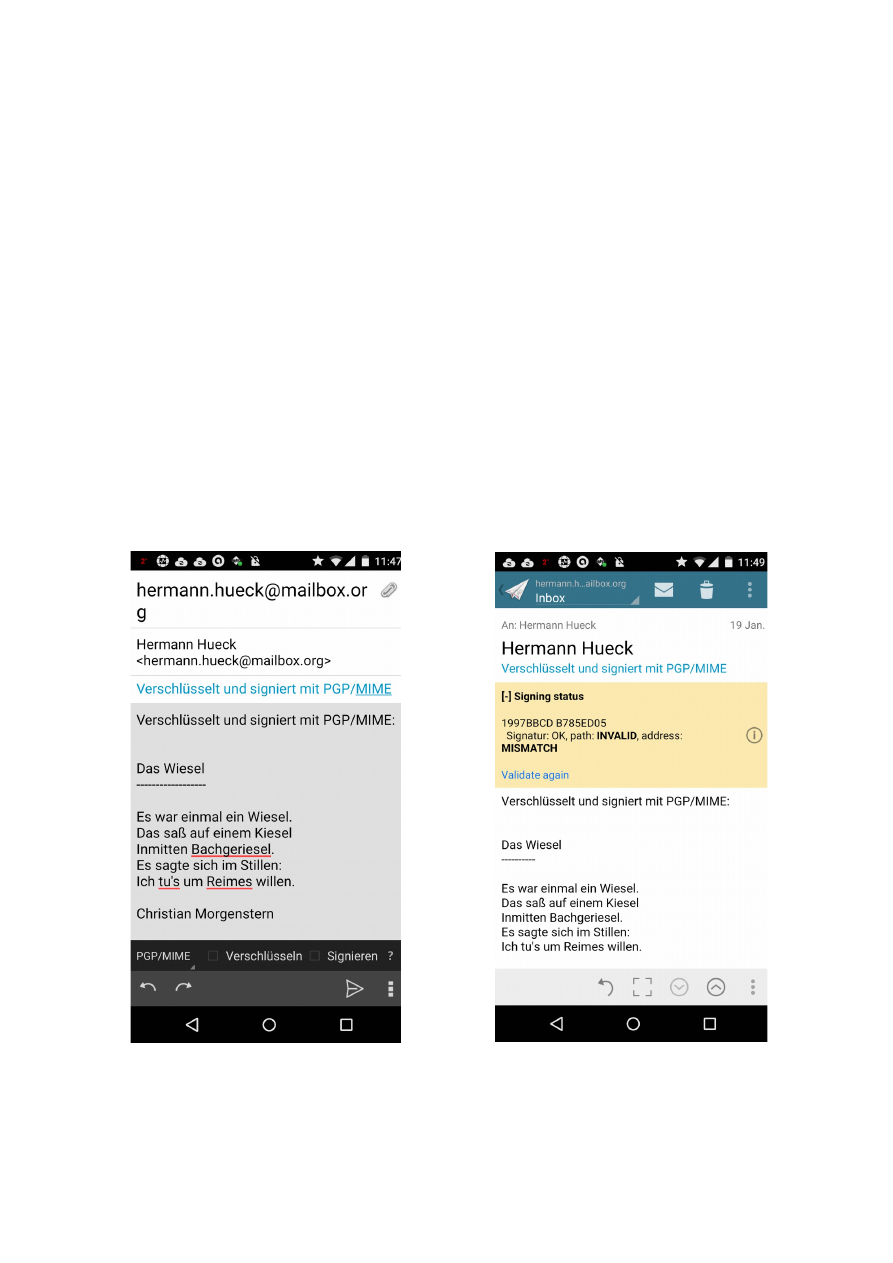 11:47
hermann.hueck@mailbox.or
g
Hermann Hueck
<hermann.hueck@mailbox.org>
Verschlüsselt und signiert mit PGP/MIME
Verschlüsselt und signiert mit PGP/MIME:
Das Wiesel
------------------
Es war einmal ein Wiesel.
Das saß auf einem Kiesel
Inmitten Bachgeriesel.
Es sagte sich im Stillen:
Ich tu's um Reimes willen.
Christian Morgenstern
PGP/MIME Verschlüsseln Signieren ?
11:49
hermann.h...ailbox.org
Inbox
An: Hermann Hueck 19 Jan.
Hermann Hueck
Verschlüsselt und signiert mit PGP/MIME
[-] Signing status
1997BBCD B785ED05
Signatur: OK, path: INVALID, address:
MISMATCH
Validate again
Verschlüsselt und signiert mit PGP/MIME:
Das Wiesel
----------
Es war einmal ein Wiesel.
Das saß auf einem Kiesel
Inmitten Bachgeriesel.
Es sagte sich im Stillen:
Ich tu's um Reimes willen.